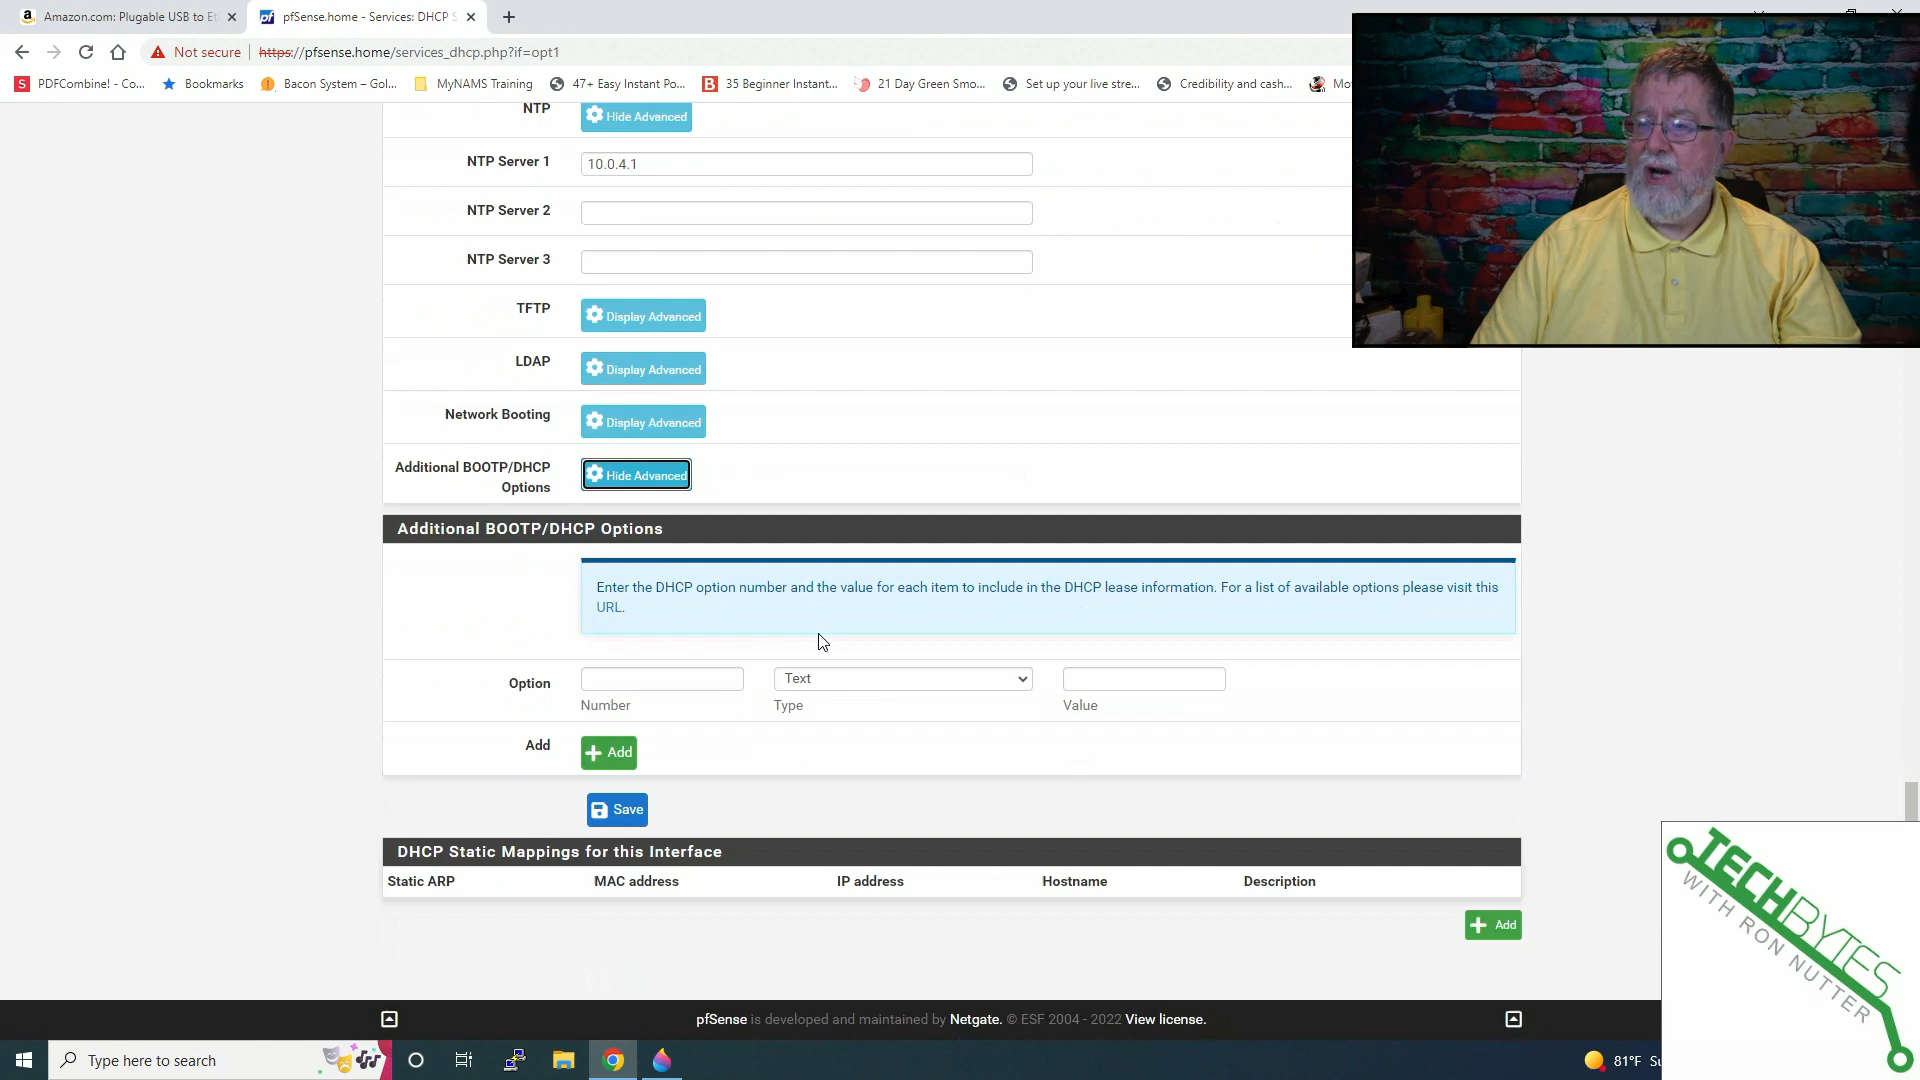 Amazon.com: Plugable USB to Et
pfSense.home - Services: DHCP S
Not secure
https://pfsense.home/services_dhcp.php?if=opt1
PDFCombine! - Co...
Bookmarks
Bacon System – Gol...
MyNAMS Training
47+ Easy Instant Po...
35 Beginner Instant...
21 Day Green Smo...
Set up your live stre...
Credibility and cash...
Mo
NTP
Hide Advanced
NTP Server 1
10.0.4.1
NTP Server 2
NTP Server 3
TFTP
Display Advanced
LDAP
Display Advanced
Network Booting
Display Advanced
Additional BOOTP/DHCP
Options
Hide Advanced
Additional BOOTP/DHCP Options
Enter the DHCP option number and the value for each item to include in the DHCP lease information. For a list of available options please visit this
URL.
Option
Text
Number
Type
Value
Add
Add
Save
DHCP Static Mappings for this Interface
Static ARP
MAC address
IP address
Hostname
Description
Add
pfSense is developed and maintained by Netgate. © ESF 2004 - 2022 View license.
Type here to search
81°F Su
TECHBYTES
WITH RON NUTTER